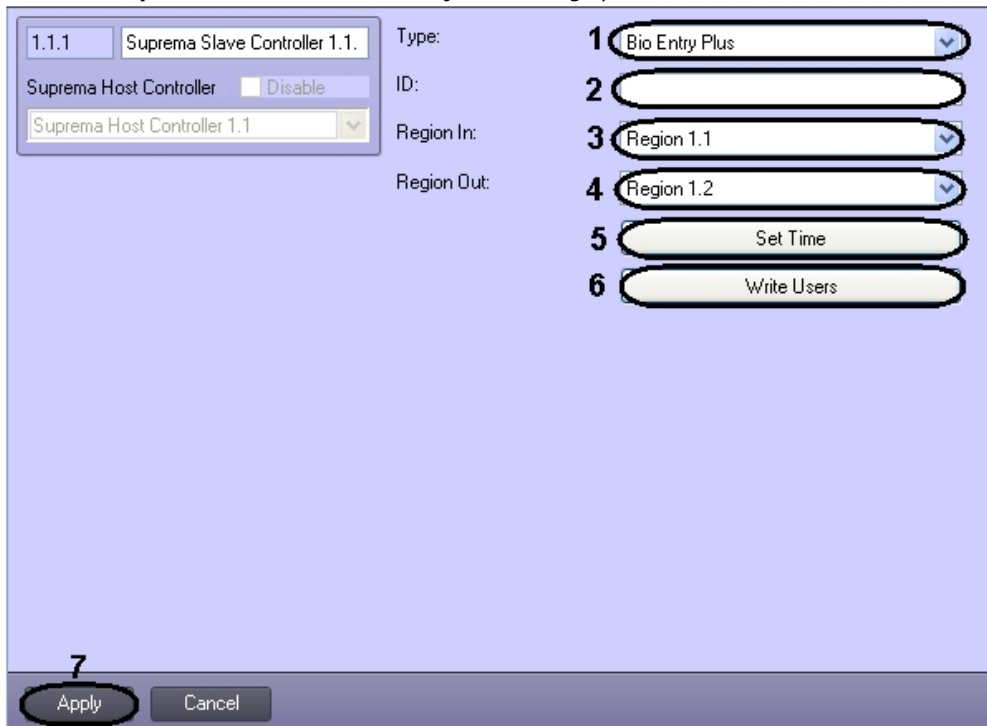 1.1.1 Suprema Slave Controller 1.1.
Suprema Host Controller Disable
Suprema Host Controller 1.1
Type: 1 Bio Entry Plus
ID: 2
Region In: 3 Region 1.1
Region Out: 4 Region 1.2
5 Set Time
6 Write Users
7
Apply Cancel